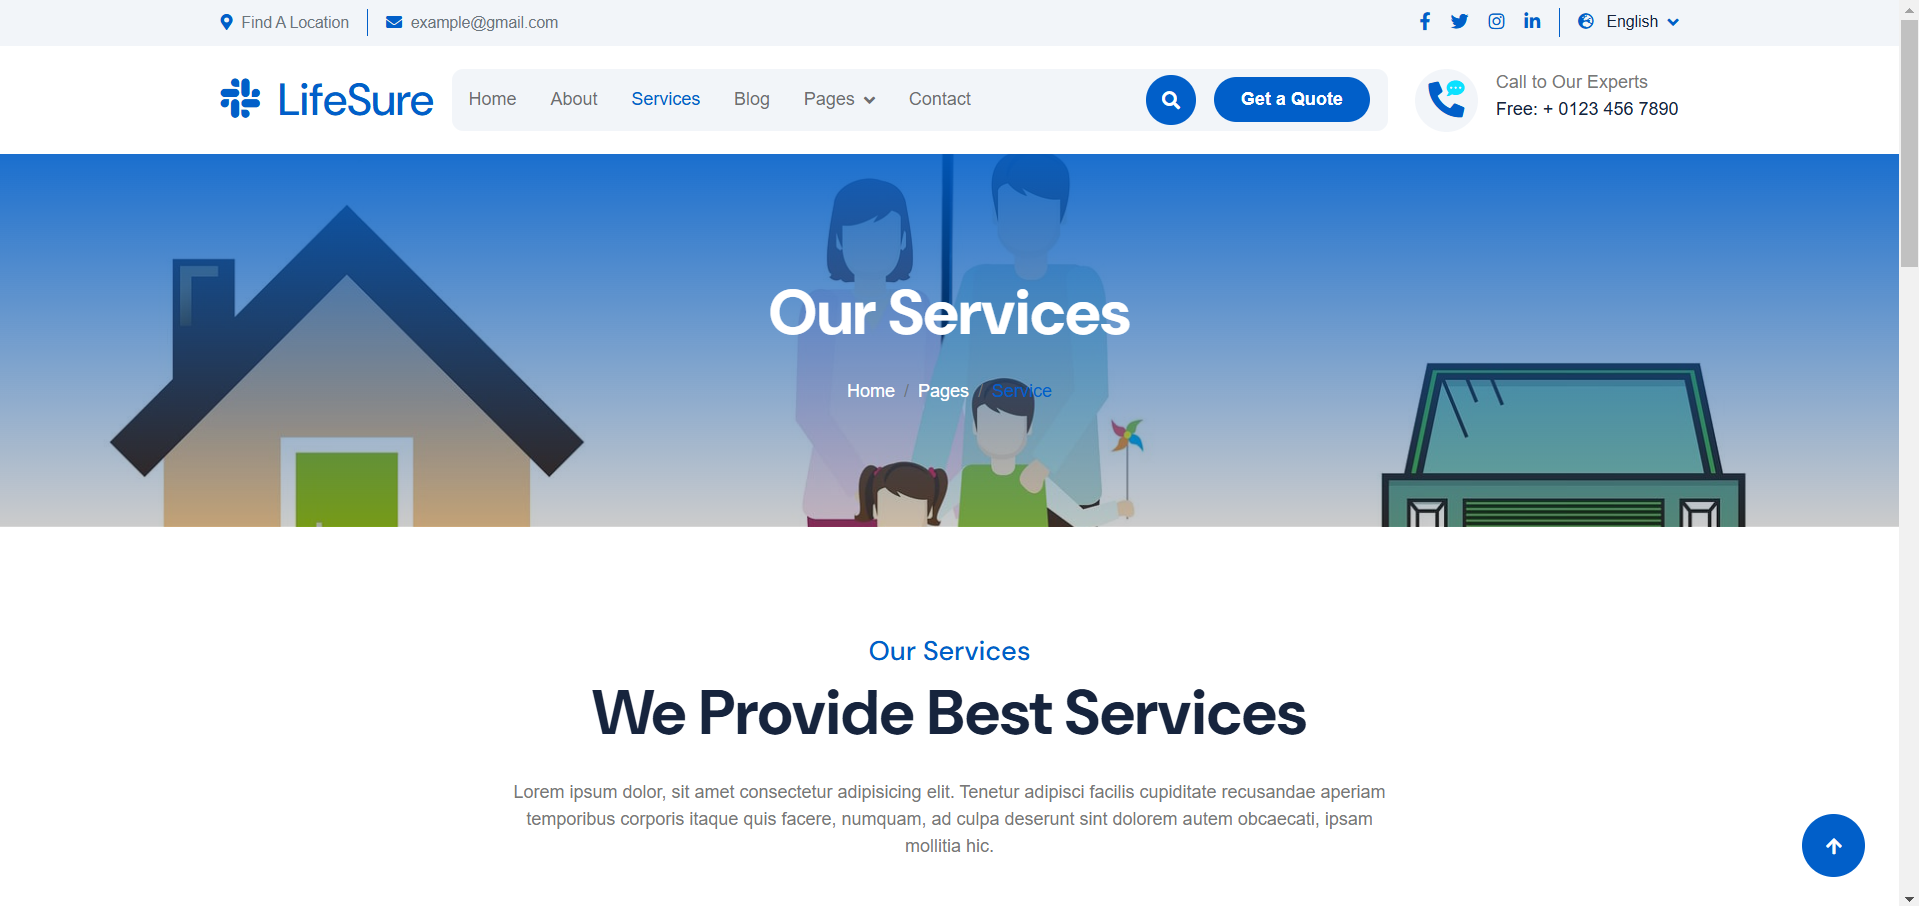 Find A Location
example@gmail.com
English
LifeSure
Home
About
Services
Blog
Pages
Contact
Get a Quote
Call to Our Experts
Free: + 0123 456 7890
Our Services
Home / Pages / Service
Our Services
We Provide Best Services
Lorem ipsum dolor, sit amet consectetur adipisicing elit. Tenetur adipisci facilis cupiditate recusandae aperiam
temporibus corporis itaque quis facere, numquam, ad culpa deserunt sint dolorem autem obcaecati, ipsam
mollitia hic.